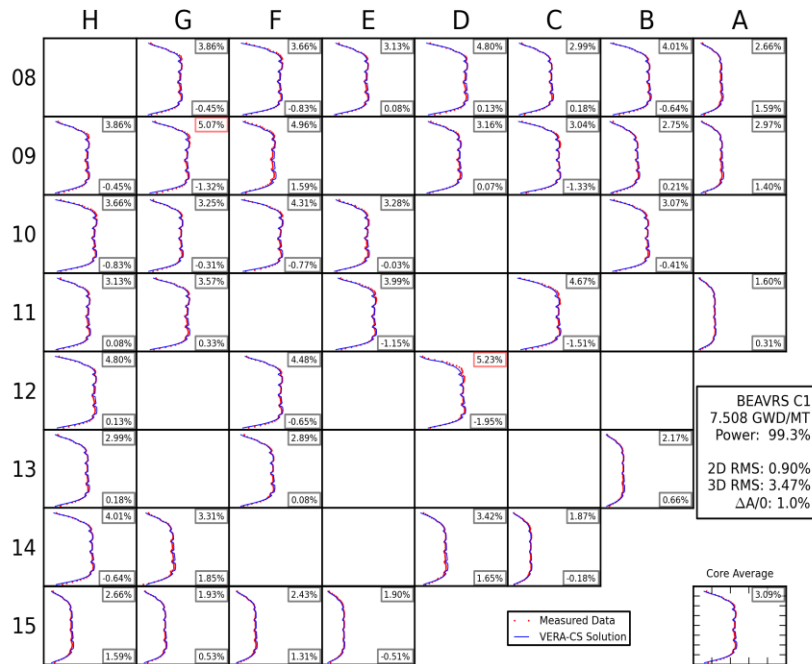 H G F E D C B A
08 3.86% 3.66% 3.13% 4.80% 2.99% 4.01% 2.66%
-0.45% -0.83% 0.08% 0.13% 0.18% -0.64% 1.59%
09 3.86% 5.07% 4.96% 3.16% 3.04% 2.75% 2.97%
-0.45% -1.32% 1.59% 0.07% -1.33% 0.21% 1.40%
10 3.66% 3.25% 4.31% 3.28% 3.07%
-0.83% -0.31% -0.77% -0.03% -0.41%
11 3.13% 3.57% 3.99% 4.67% 1.60%
0.08% 0.33% -1.15% -1.51% 0.31%
12 4.80% 4.48% 5.23%
0.13% -0.65% -1.95%
BEAVRS C1
7.508 GWD/MT
Power: 99.3%
2D RMS: 0.90%
3D RMS: 3.47%
ΔA/0: 1.0%
13 2.99% 2.89% 2.17%
0.18% 0.08% 0.66%
14 4.01% 3.31% 3.42% 1.87%
-0.64% 1.85% 1.65% -0.18%
Core Average
15 2.66% 1.93% 2.43% 1.90% 3.09%
1.59% 0.53% 1.31% -0.51%
Measured Data
VERA-CS Solution